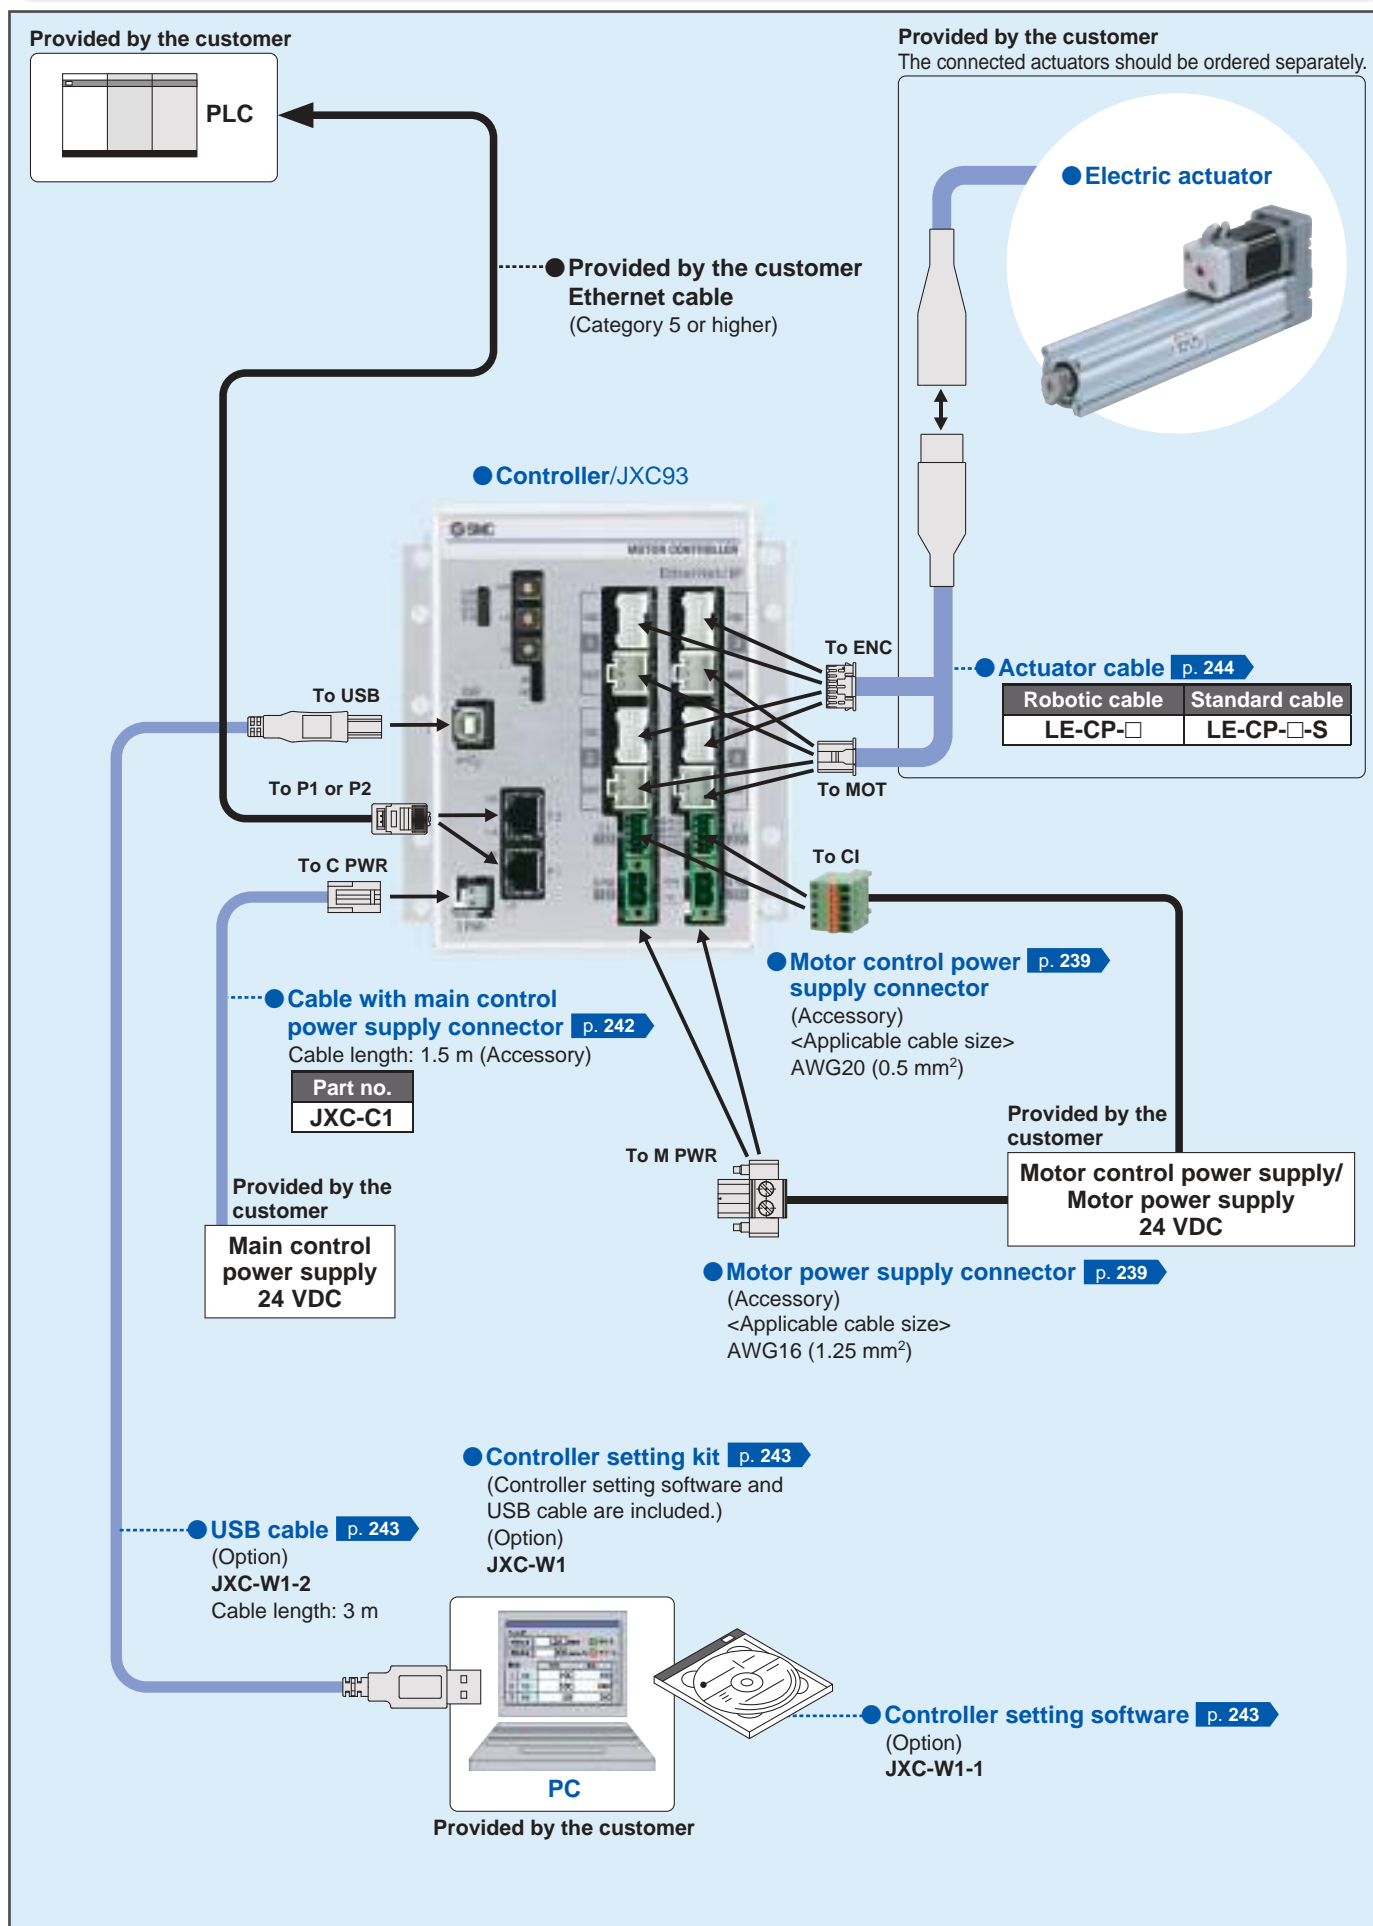 Provided by the customer
PLC
Provided by the customer
The connected actuators should be ordered separately.
Electric actuator
Provided by the customer
Ethernet cable
(Category 5 or higher)
Controller/JXC93
SMC
MOTOR CONTROLLER
EtherNet/IP
To ENC
Actuator cable p. 244
Robotic cable Standard cable
LE-CP-□ LE-CP-□-S
To USB
To MOT
To P1 or P2
To C PWR
To CI
Motor control power p. 239
supply connector
(Accessory)
<Applicable cable size>
AWG20 (0.5 mm²)
Cable with main control
power supply connector p. 242
Cable length: 1.5 m (Accessory)
Part no.
JXC-C1
Provided by the
customer
Motor control power supply/
Motor power supply
24 VDC
To M PWR
Provided by the
customer
Main control
power supply
24 VDC
Motor power supply connector p. 239
(Accessory)
<Applicable cable size>
AWG16 (1.25 mm²)
Controller setting kit p. 243
(Controller setting software and
USB cable are included.)
(Option)
JXC-W1
USB cable p. 243
(Option)
JXC-W1-2
Cable length: 3 m
PC
Provided by the customer
Controller setting software p. 243
(Option)
JXC-W1-1